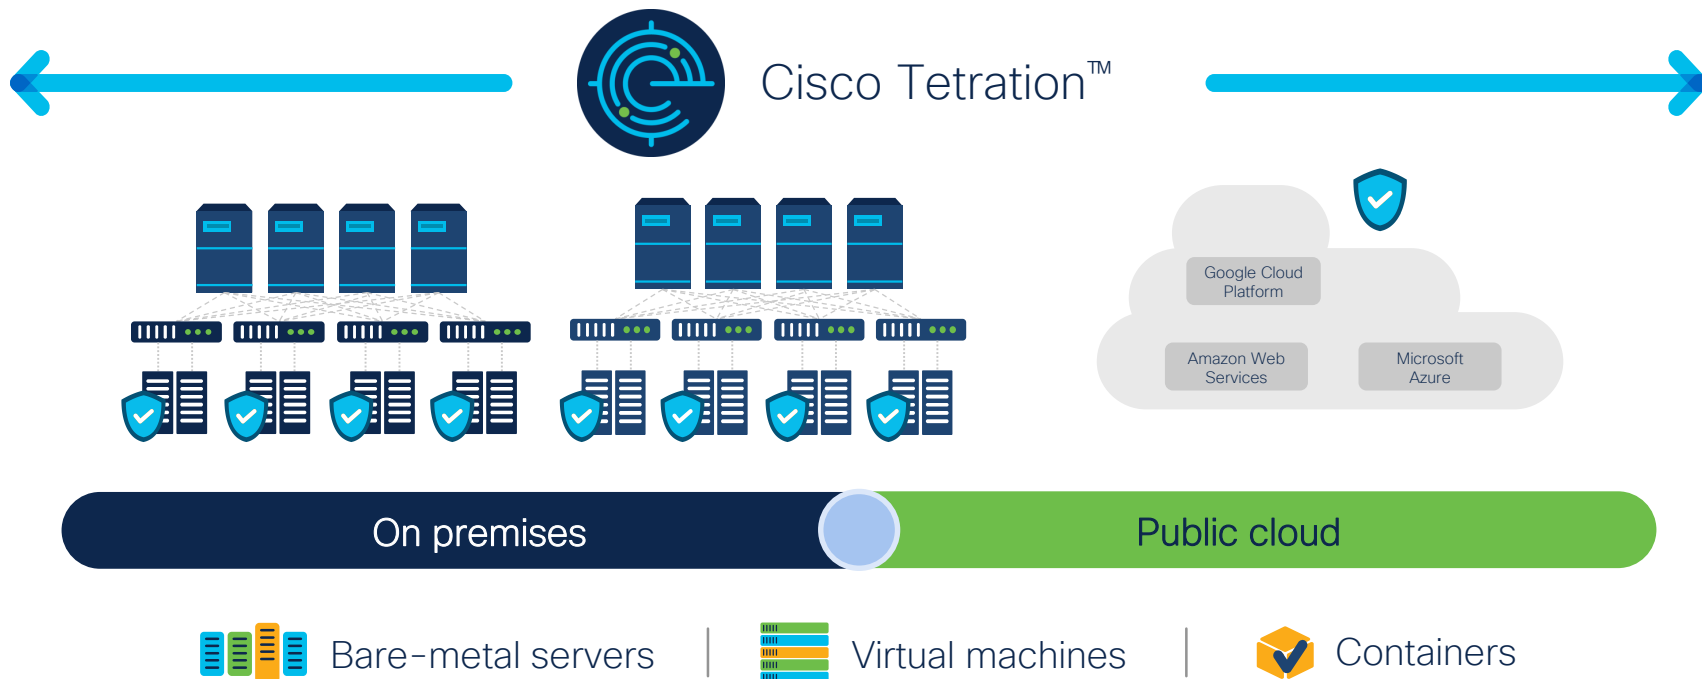 Cisco Tetration™
Google Cloud
Platform
Amazon Web
Services
Microsoft
Azure
On premises
Public cloud
Bare-metal servers
Virtual machines
Containers